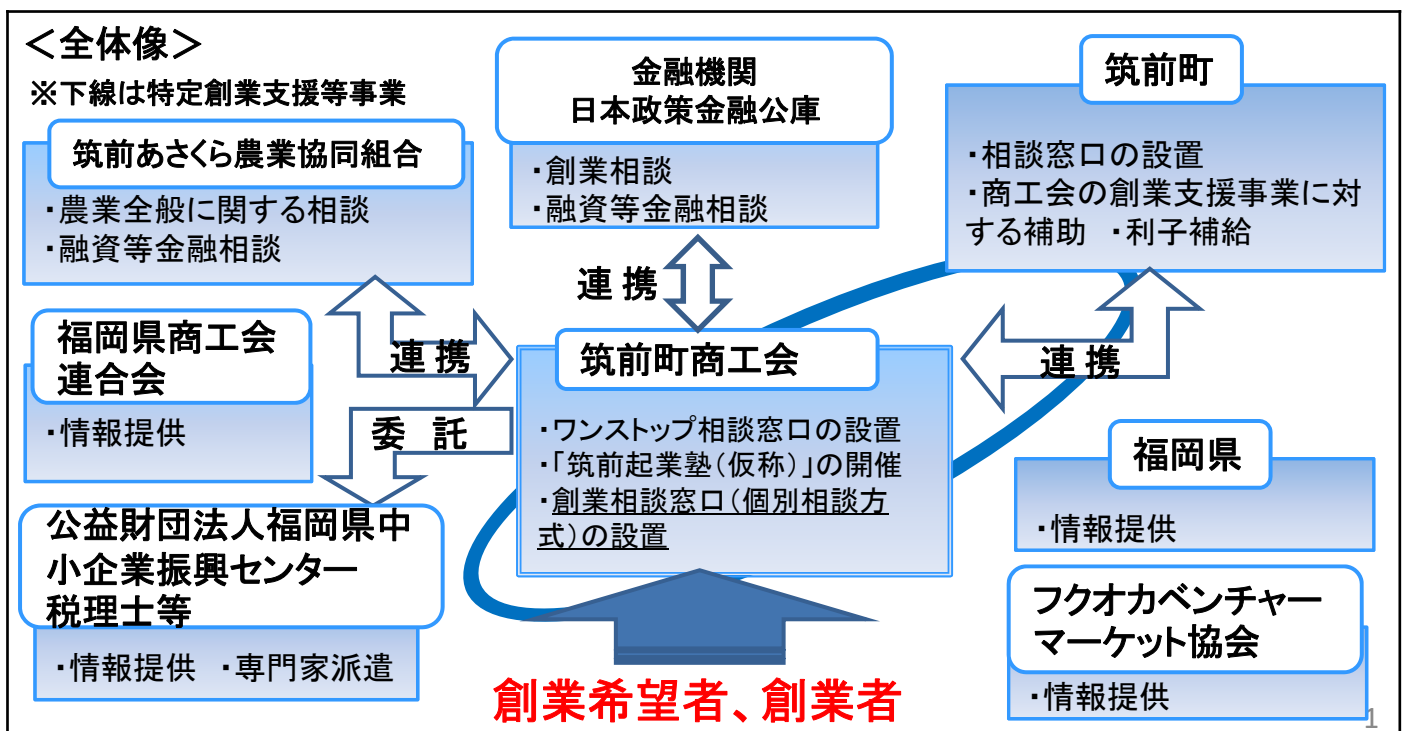 ＜全体像＞
※下線は特定創業支援等事業
筑前あさくら農業協同組合
・農業全般に関する相談
・融資等金融相談
金融機関
日本政策金融公庫
・創業相談
・融資等金融相談
筑前町
・相談窓口の設置
・商工会の創業支援事業に対
する補助　・利子補給
連 携
連 携
連 携
福岡県商工会
連合会
・情報提供
委　託
筑前町商工会
・ワンストップ相談窓口の設置
・「筑前起業塾（仮称）」の開催
・創業相談窓口（個別相談方
式）の設置
福岡県
・情報提供
公益財団法人福岡県中
小企業振興センター
税理士等
・情報提供　・専門家派遣
フクオカベンチャー
マーケット協会
・情報提供
創業希望者、創業者
1